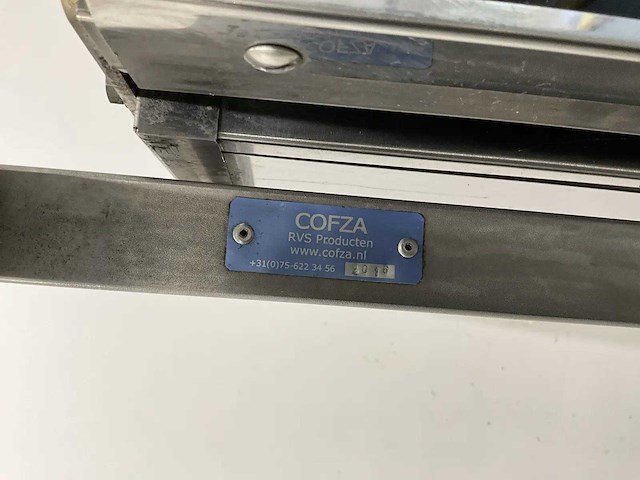 COFZA
RVS Producten
www.cofza.nl
+31(0)75-622 34 56